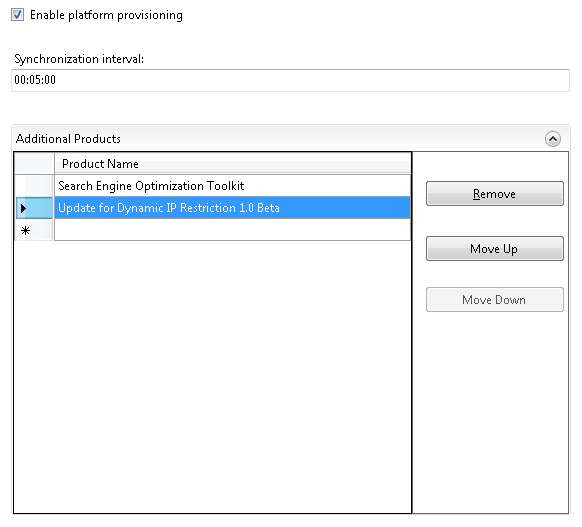 Enable platform provisioning
Synchronization interval:
00:05:00
Additional Products
Product Name
Search Engine Optimization Toolkit
Update for Dynamic IP Restriction 1.0 Beta
Remove
Move Up
Move Down